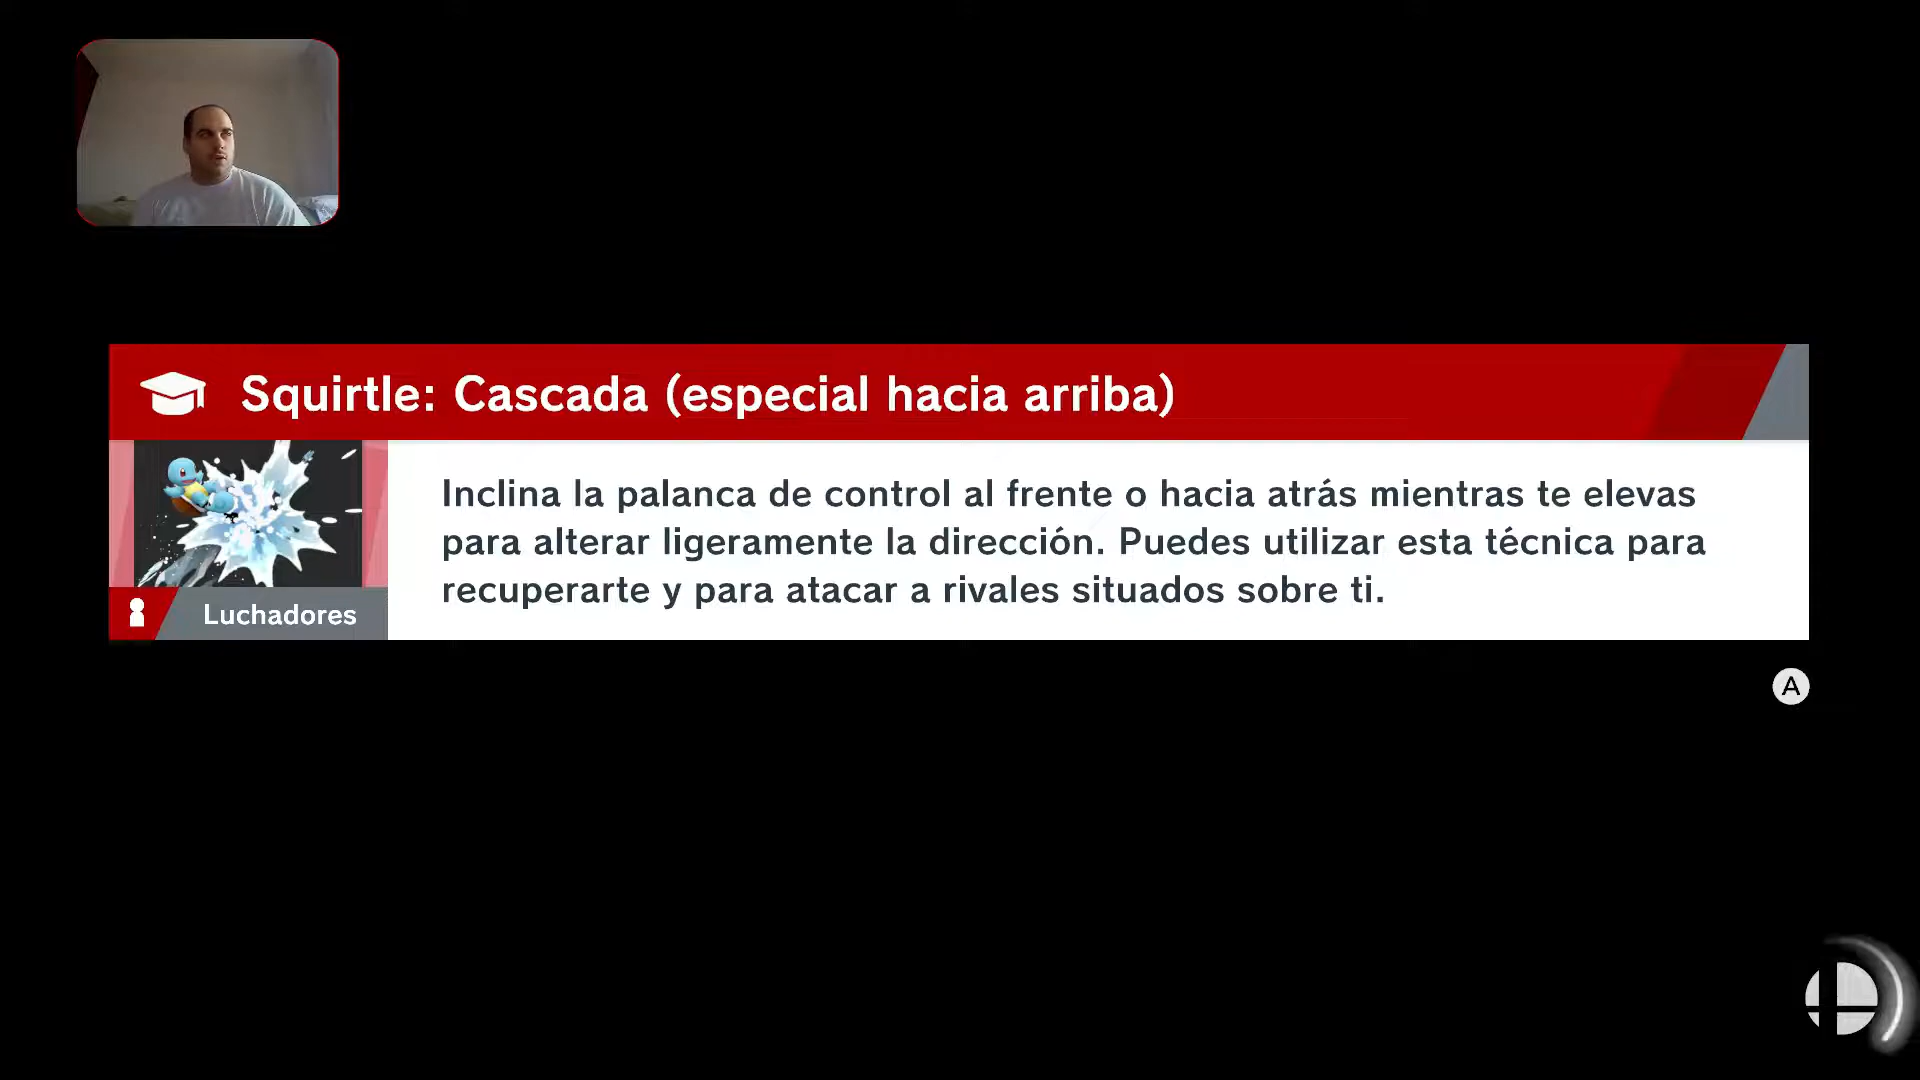 Squirtle: Cascada (especial hacia arriba)
Inclina la palanca de control al frente o hacia atrás mientras te elevas
para alterar ligeramente la dirección. Puedes utilizar esta técnica para
recuperarte y para atacar a rivales situados sobre ti.
Luchadores
A